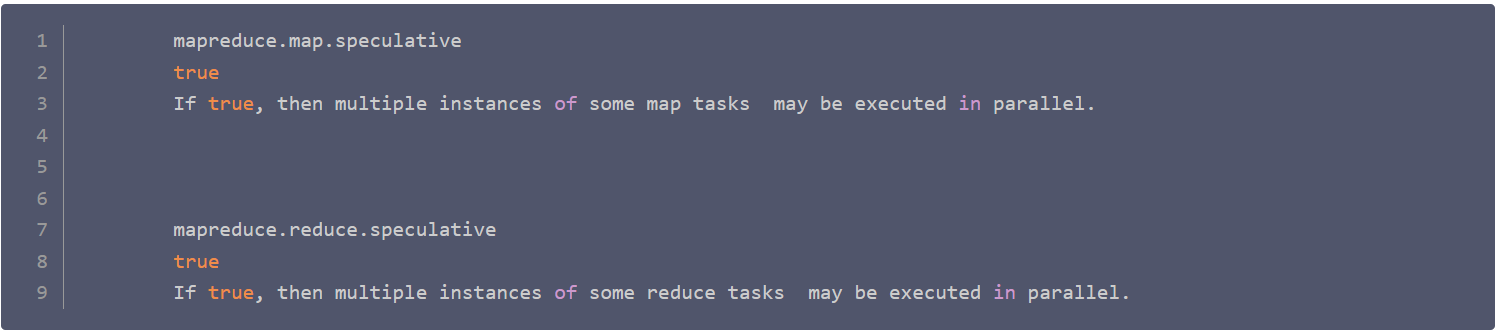 1 mapreduce.map.speculative
2 true
3 If true, then multiple instances of some map tasks  may be executed in parallel.
4
5
6
7 mapreduce.reduce.speculative
8 true
9 If true, then multiple instances of some reduce tasks  may be executed in parallel.